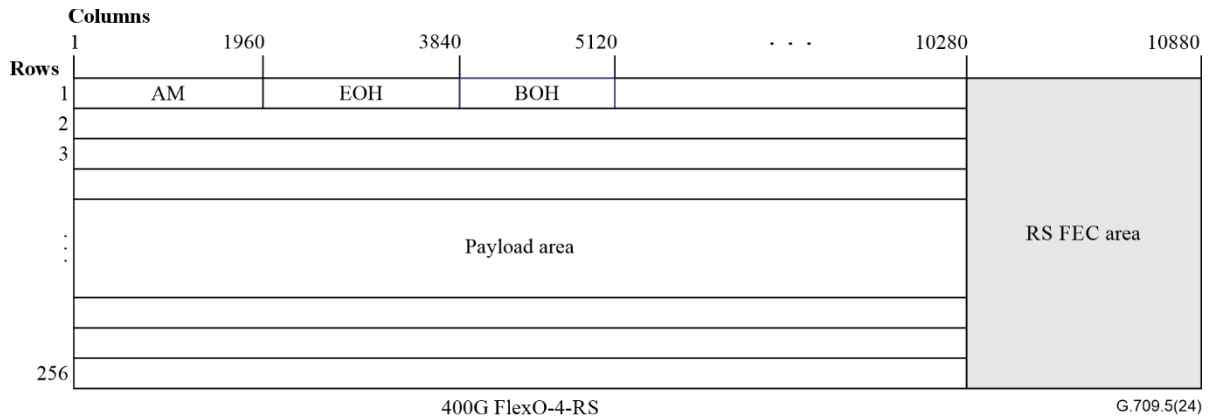 Columns
1 1960 3840 5120 · · · 10280 10880
Rows
1 AM EOH BOH
2
3
RS FEC area
⋮ Payload area
256
400G FlexO-4-RS
G.709.5(24)